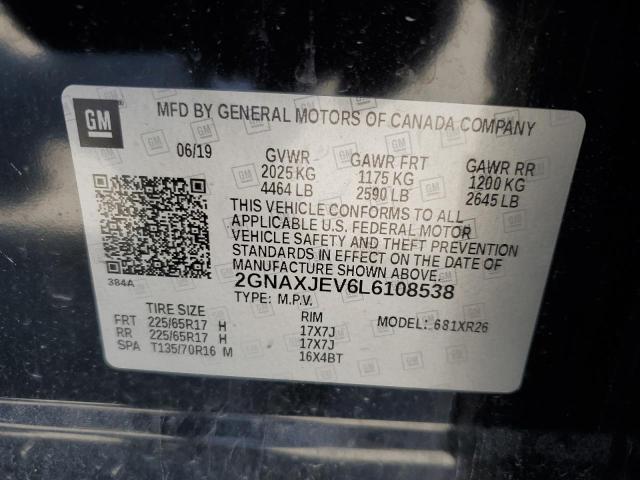 GM
MFD BY GENERAL MOTORS OF CANADA COMPANY
06/19 GVWR GAWR FRT GAWR RR
2025 KG 1175 KG 1200 KG
4464 LB 2590 LB 2645 LB
THIS VEHICLE CONFORMS TO ALL
APPLICABLE U.S. FEDERAL MOTOR
VEHICLE SAFETY AND THEFT PREVENTION
STANDARDS IN EFFECT ON THE DATE OF
MANUFACTURE SHOWN ABOVE.
384A 2GNAXJEV6L6108538
TYPE: M.P.V.
TIRE SIZE RIM MODEL: 681XR26
FRT 225/65R17 H 17X7J
RR 225/65R17 H 17X7J
SPA T135/70R16 M 16X4BT